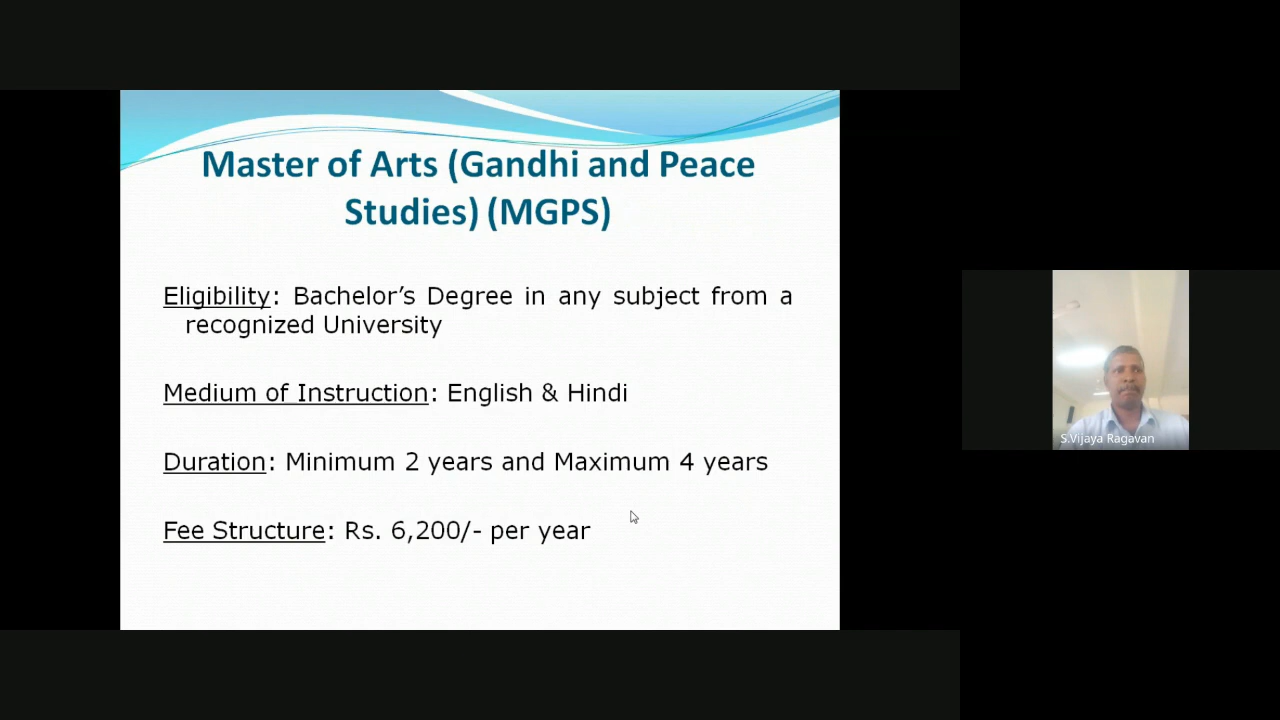 Master of Arts (Gandhi and Peace
Studies) (MGPS)
Eligibility: Bachelor’s Degree in any subject from a
recognized University
Medium of Instruction: English & Hindi
Duration: Minimum 2 years and Maximum 4 years
Fee Structure: Rs. 6,200/- per year
S.Vijaya Ragavan